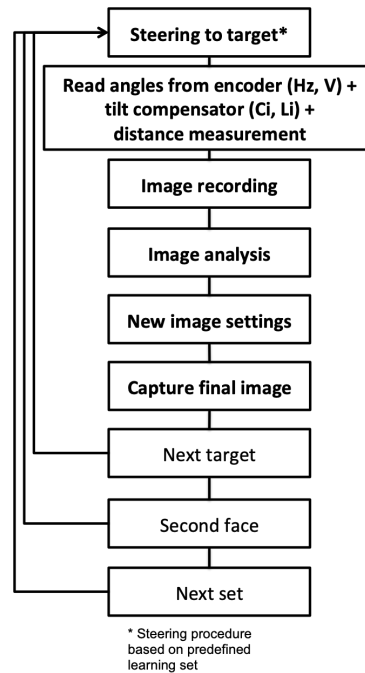 Steering to target*
Read angles from encoder (Hz, V) +
tilt compensator (Ci, Li) +
distance measurement
Image recording
Image analysis
New image settings
Capture final image
Next target
Second face
Next set
* Steering procedure
based on predefined
learning set